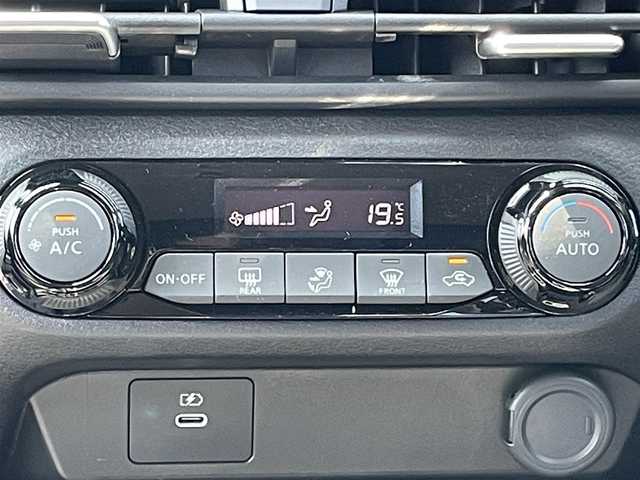 PUSH
A/C
19.5 ℃
PUSH
AUTO
ON·OFF
REAR
FRONT